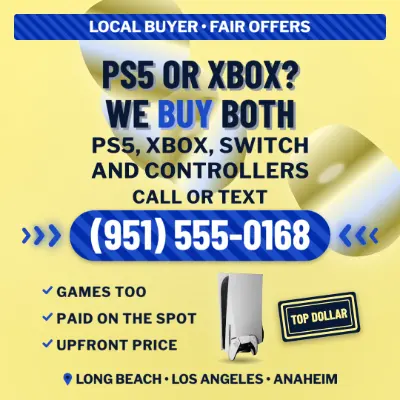 LOCAL BUYER • FAIR OFFERS
PS5 OR XBOX?
WE BUY BOTH
PS5, XBOX, SWITCH
AND CONTROLLERS
CALL OR TEXT
(951) 555-0168
GAMES TOO
PAID ON THE SPOT
UPFRONT PRICE
TOP DOLLAR
LONG BEACH • LOS ANGELES • ANAHEIM